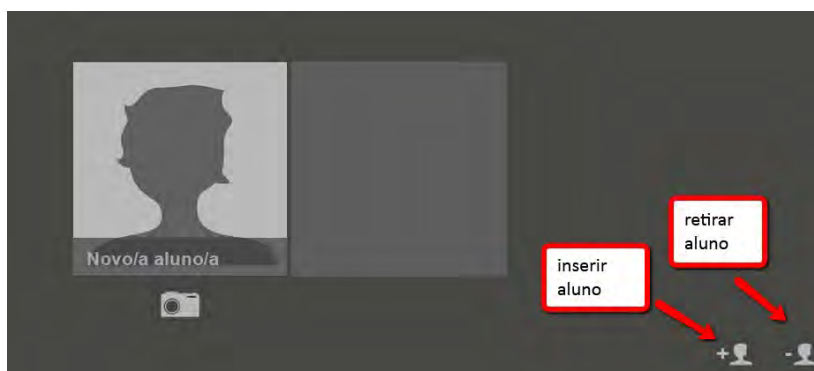 Novo/a aluno/a
inserir
aluno
retirar
aluno
+
-